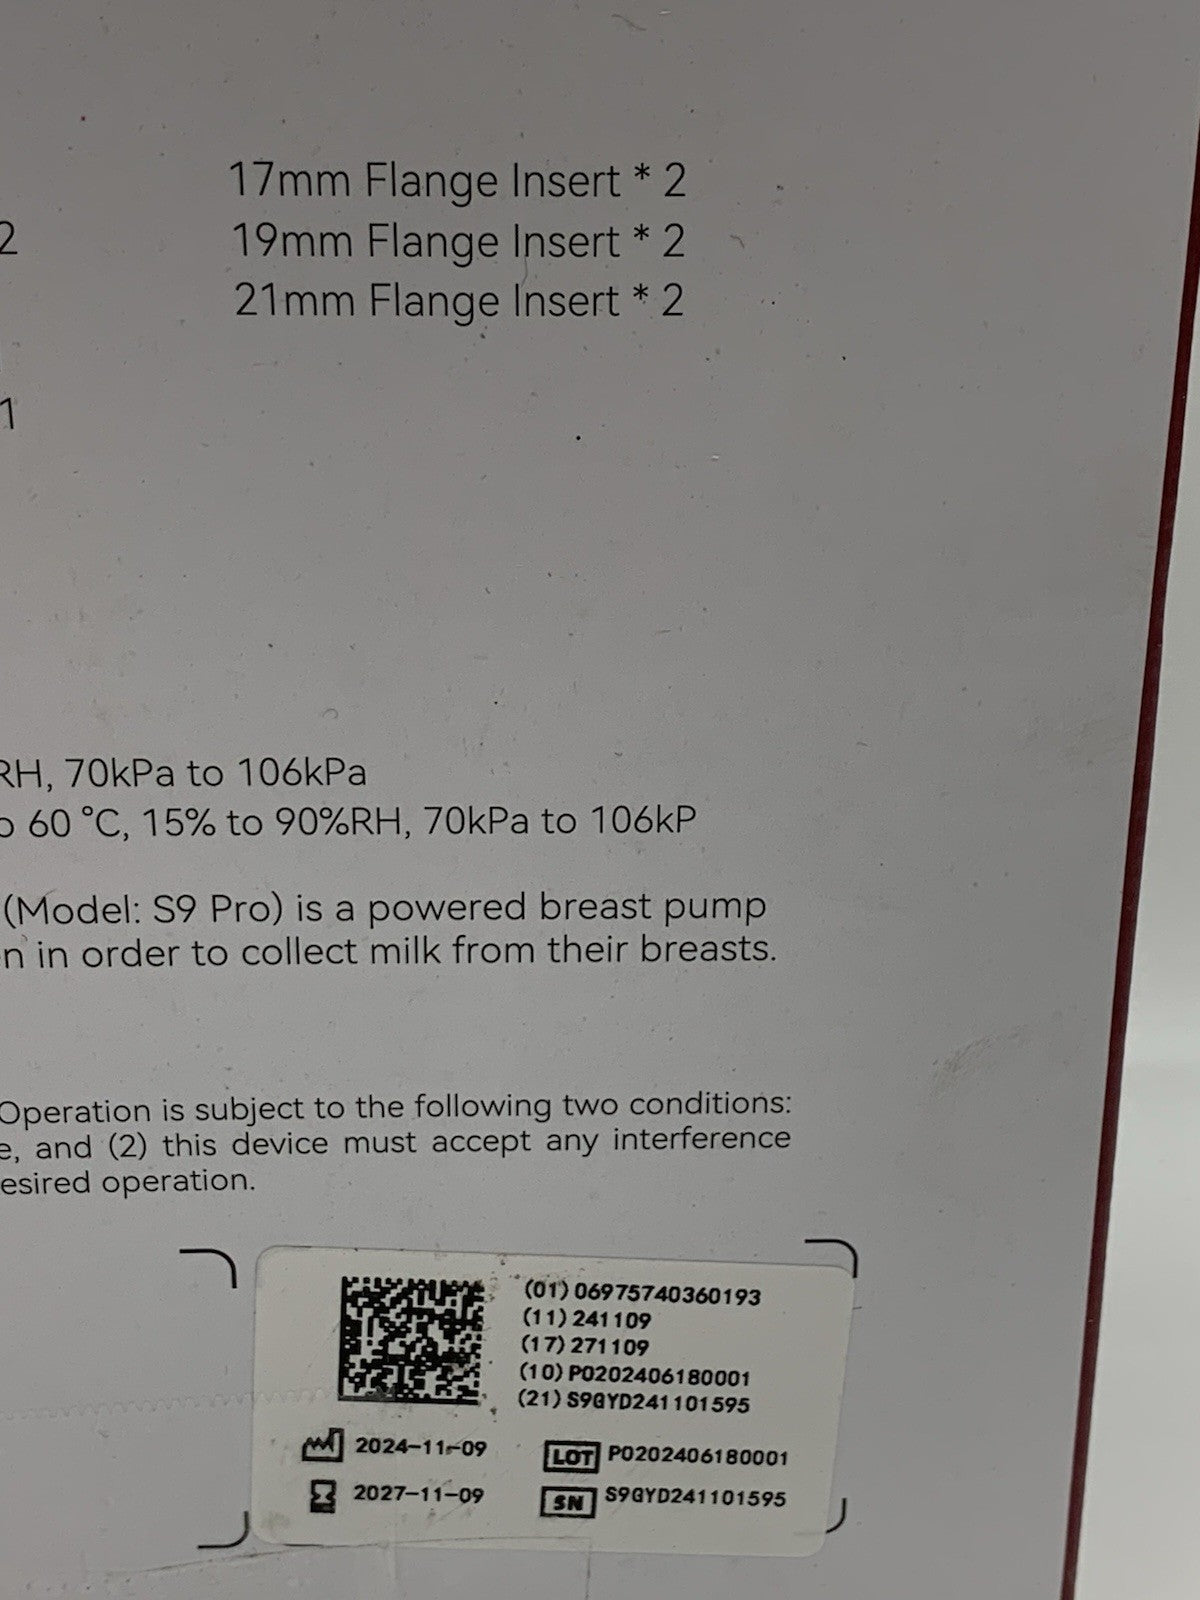 17mm Flange Insert * 2
2
19mm Flange Insert * 2
21mm Flange Insert * 2
1
RH, 70kPa to 106kPa
60 °C, 15% to 90%RH, 70kPa to 106kP
(Model: S9 Pro) is a powered breast pump
in order to collect milk from their breasts.
Operation is subject to the following two conditions:
and (2) this device must accept any interference
esired operation.
(01) 06975740360193
(11) 241109
(17) 271109
(10) P0202406180001
(21) S9GYD241101595
2024-11-09
LOT P0202406180001
2027-11-09
SN S9GYD241101595